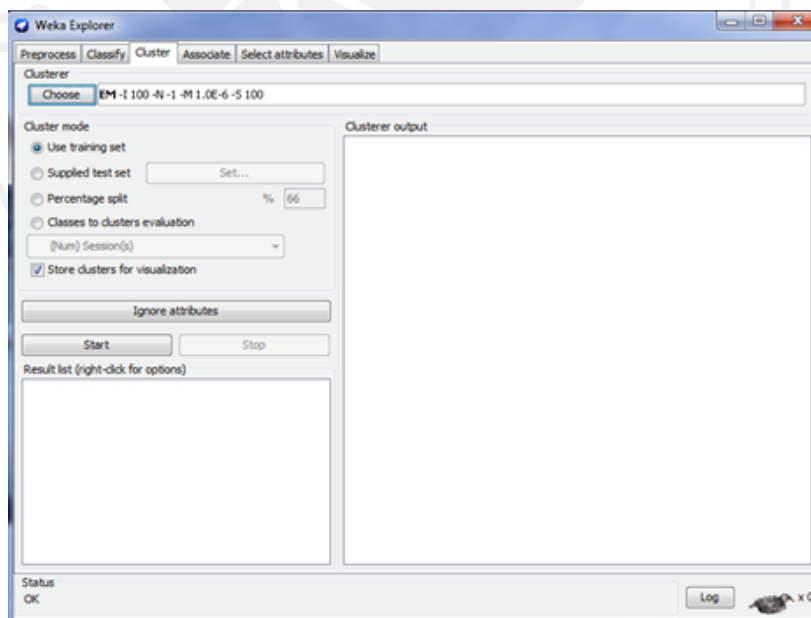 Weka Explorer
Preprocess Classify Cluster Associate Select attributes Visualize
Clusterer
Choose EM -I 100 -N -1 -M 1.0E-6 -S 100
Cluster mode
Use training set
Supplied test set Set...
Percentage split % 66
Classes to clusters evaluation
(Num) Session(s)
Store clusters for visualization
Ignore attributes
Start Stop
Result list (right-click for options)
Clusterer output
Status
OK
Log x 0